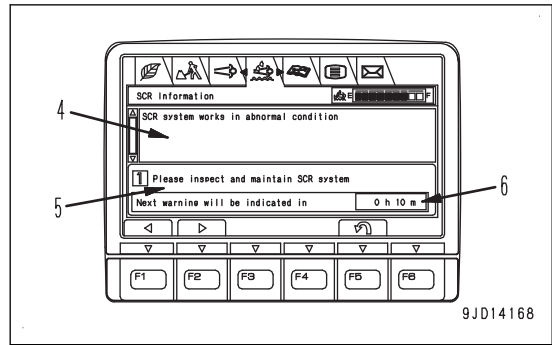 SCR Information
E F
SCR system works in abnormal condition
1 Please inspect and maintain SCR system
Next warning will be indicated in 0 h 10 m
F1 F2 F3 F4 F5 F6
4
5
6
9JD14168